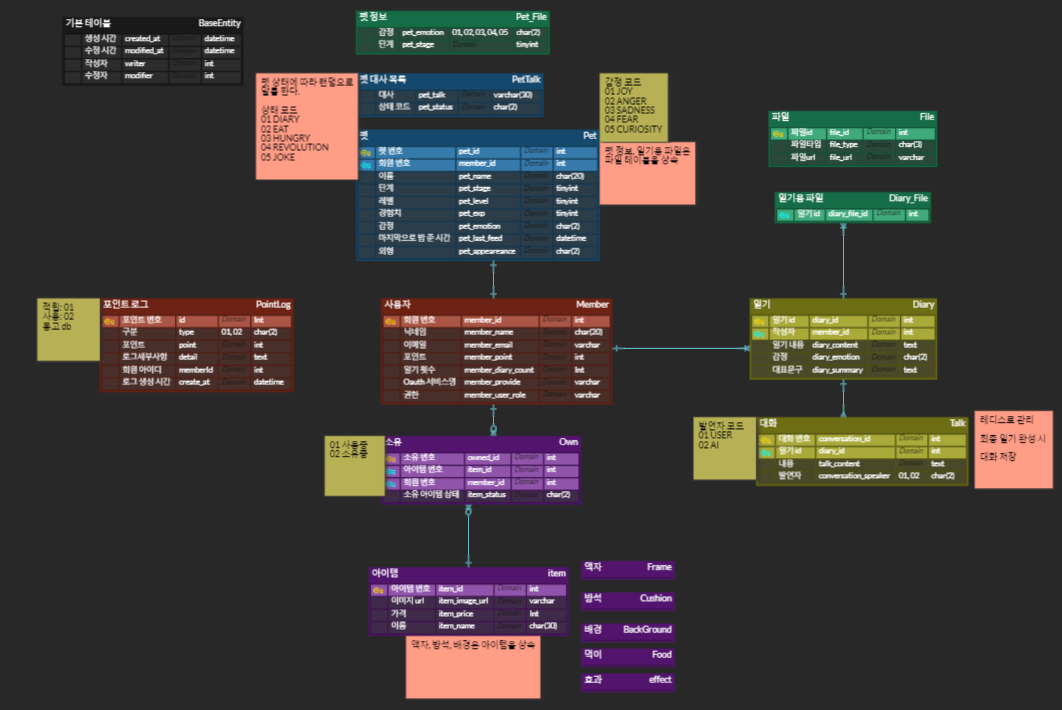 기본 테이블 BaseEntity
생성 시간 created_at Domain datetime
수정 시간 modified_at Domain datetime
작성자 writer Domain int
수정자 modifier Domain int
펫 정보 Pet_File
감정 pet_emotion 01, 02, 03, 04, 05 char(2)
단계 pet_stage Domain tinyint
펫 상태에 따라 랜덤으로
말를 한다.
상태 코드
01 DIARY
02 EAT
03 HUNGRY
04 REVOLUTION
05 JOKE
펫 대사 목록 PetTalk
대사 pet_talk Domain varchar(30)
상태 코드 pet_status Domain char(2)
감정 코드
01 JOY
02 ANGER
03 SADNESS
04 FEAR
05 CURIOSITY
펫 정보, 일기용 파일은
파일 테이블을 상속
펫 Pet
펫 번호 pet_id Domain int
회원 번호 member_id Domain int
이름 pet_name Domain char(20)
단계 pet_stage Domain tinyint
레벨 pet_level Domain tinyint
경험치 pet_exp Domain tinyint
감정 pet_emotion Domain char(2)
마지막으로 밥 준 시간 pet_last_feed Domain datetime
외형 pet_appeareance Domain char(2)
파일 File
파일id file_id Domain int
파일타입 file_type Domain char(3)
파일url file_url Domain varchar
일기용 파일 Diary_File
일기 id diary_file_id Domain int
적립: 01
사용: 02
로그 db
포인트 로그 PointLog
포인트 번호 id Domain Int
구분 type 01, 02 char(2)
포인트 point Domain int
로그세부사항 detail Domain text
회원 아이디 memberId Domain int
로그 생성 시간 create_at Domain datetime
사용자 Member
회원 번호 member_id Domain int
닉네임 member_name Domain char(20)
이메일 member_email Domain varchar
포인트 member_point Domain int
일기 횟수 member_diary_count Domain int
Oauth 서비스명 member_provide Domain varchar
권한 member_user_role Domain varchar
일기 Diary
일기 id diary_id Domain int
작성자 member_id Domain int
일기 내용 diary_content Domain text
감정 diary_emotion Domain char(2)
대표문구 diary_summary Domain text
발언자 코드
01 USER
02 AI
대화 Talk
대화 번호 conversation_id Domain int
일기 id diary_id Domain int
내용 talk_content Domain text
발언자 conversation_speaker 01, 02 char(2)
레디스로 관리
최종 일기 완성 시
대화 저장
01 사용중
02 소유중
소유 Own
소유 번호 owned_id Domain int
아이템 번호 item_id Domain int
회원 번호 member_id Domain int
소유 아이템 상태 item_status Domain char(2)
아이템 item
아이템 번호 item_id Domain int
이미지 url item_image_url Domain varchar
가격 item_price Domain Int
이름 item_name Domain char(30)
액자, 방석, 배경은 아이템을 상속
액자 Frame
방석 Cushion
배경 BackGround
먹이 Food
효과 effect